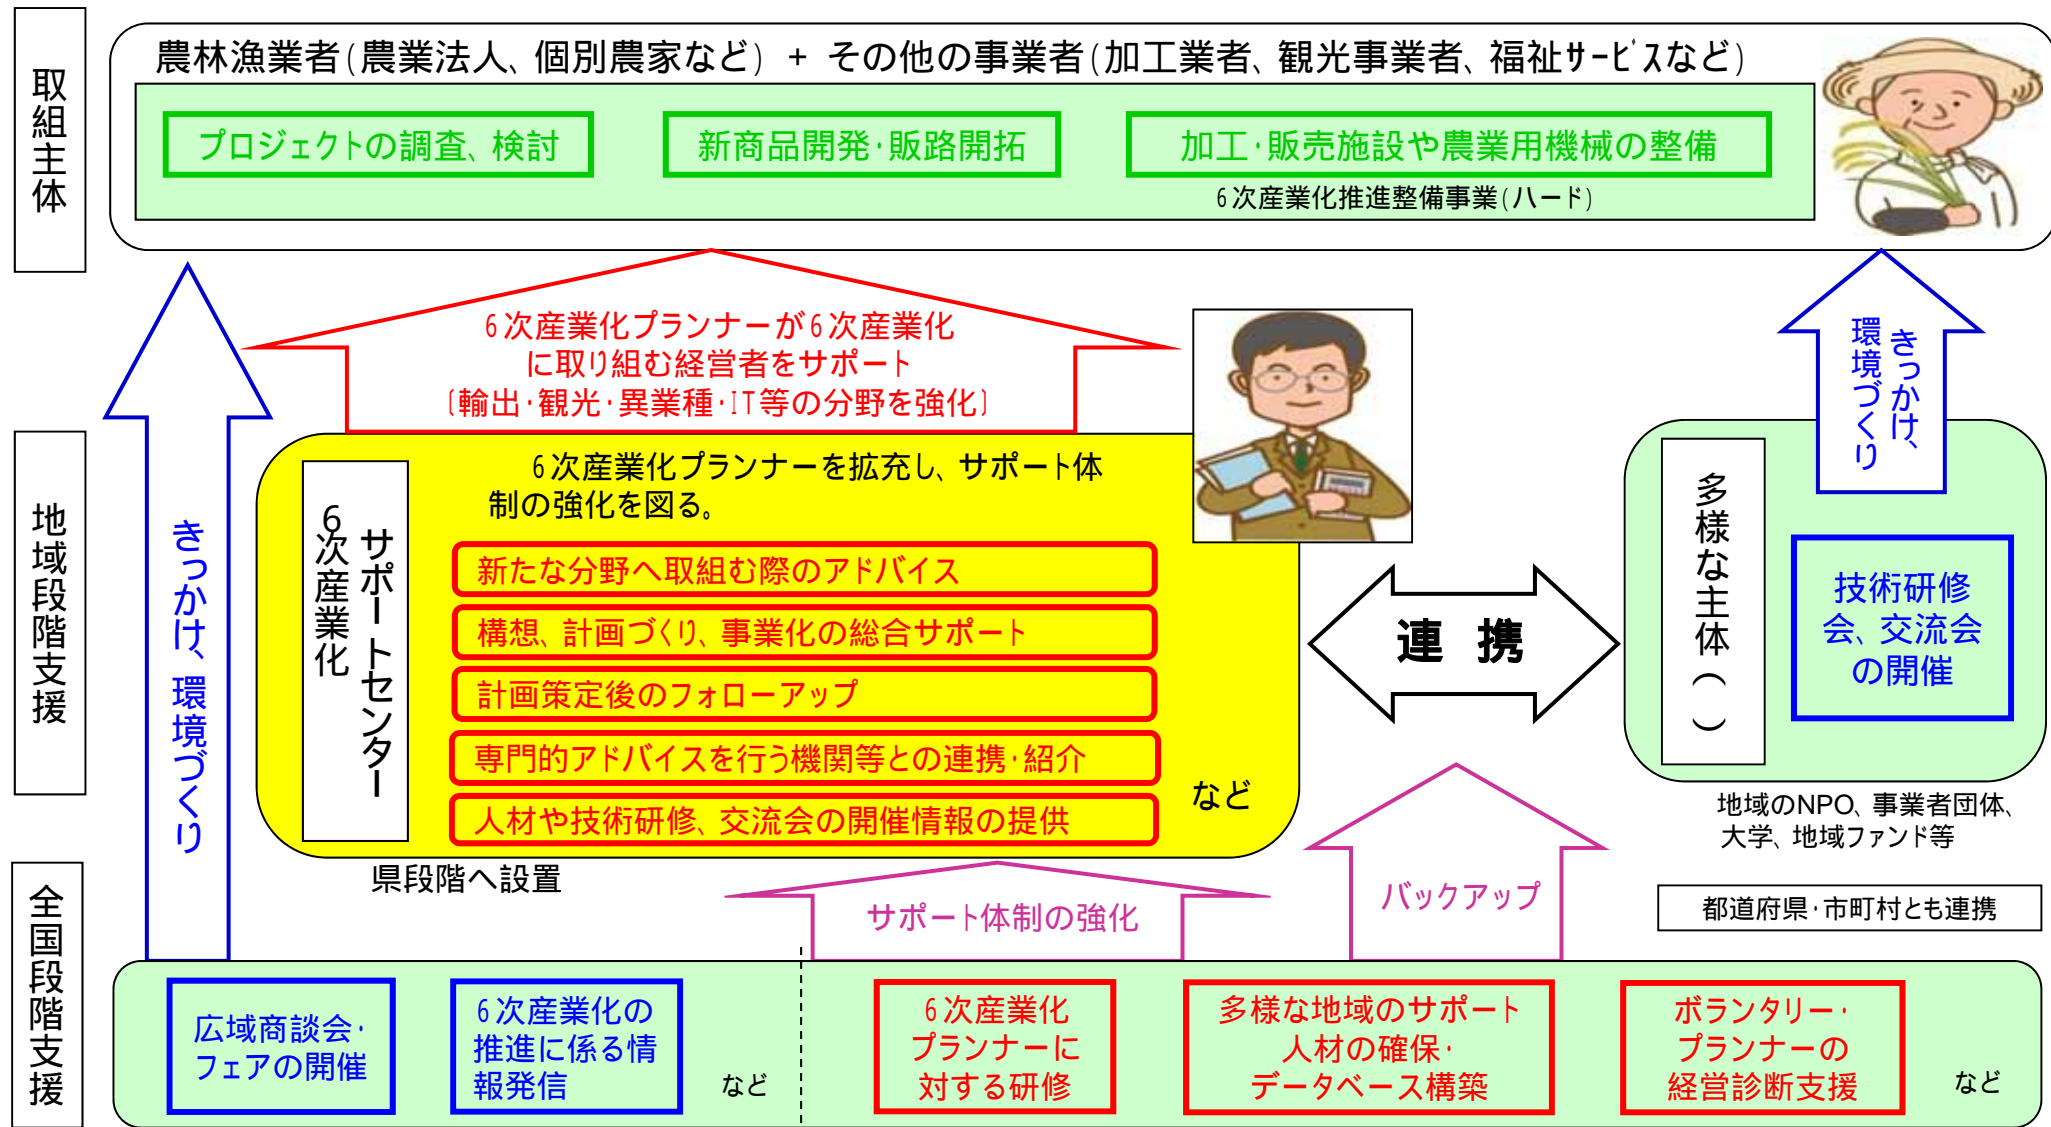 取組主体
農林漁業者(農業法人、個別農家など) + その他の事業者(加工業者、観光事業者、福祉サービスなど)
プロジェクトの調査、検討
新商品開発・販路開拓
加工・販売施設や農業用機械の整備
6次産業化推進整備事業(ハード)
地域段階支援
きっかけ、環境づくり
6次産業化プランナーが6次産業化
に取り組む経営者をサポート
〔輸出・観光・異業種・IT等の分野を強化〕
6次産業化
サポートセンター
6次産業化プランナーを拡充し、サポート体
制の強化を図る。
新たな分野へ取組む際のアドバイス
構想、計画づくり、事業化の総合サポート
計画策定後のフォローアップ
専門的アドバイスを行う機関等との連携・紹介
人材や技術研修、交流会の開催情報の提供
など
県段階へ設置
連 携
きっかけ、
環境づくり
多様な主体( )
技術研修
会、交流会
の開催
地域のNPO、事業者団体、
大学、地域ファンド等
都道府県・市町村とも連携
サポート体制の強化
バックアップ
全国段階支援
広域商談会・
フェアの開催
6次産業化の
推進に係る情
報発信
など
6次産業化
プランナーに
対する研修
多様な地域のサポート
人材の確保・
データベース構築
ボランタリー・
プランナーの
経営診断支援
など